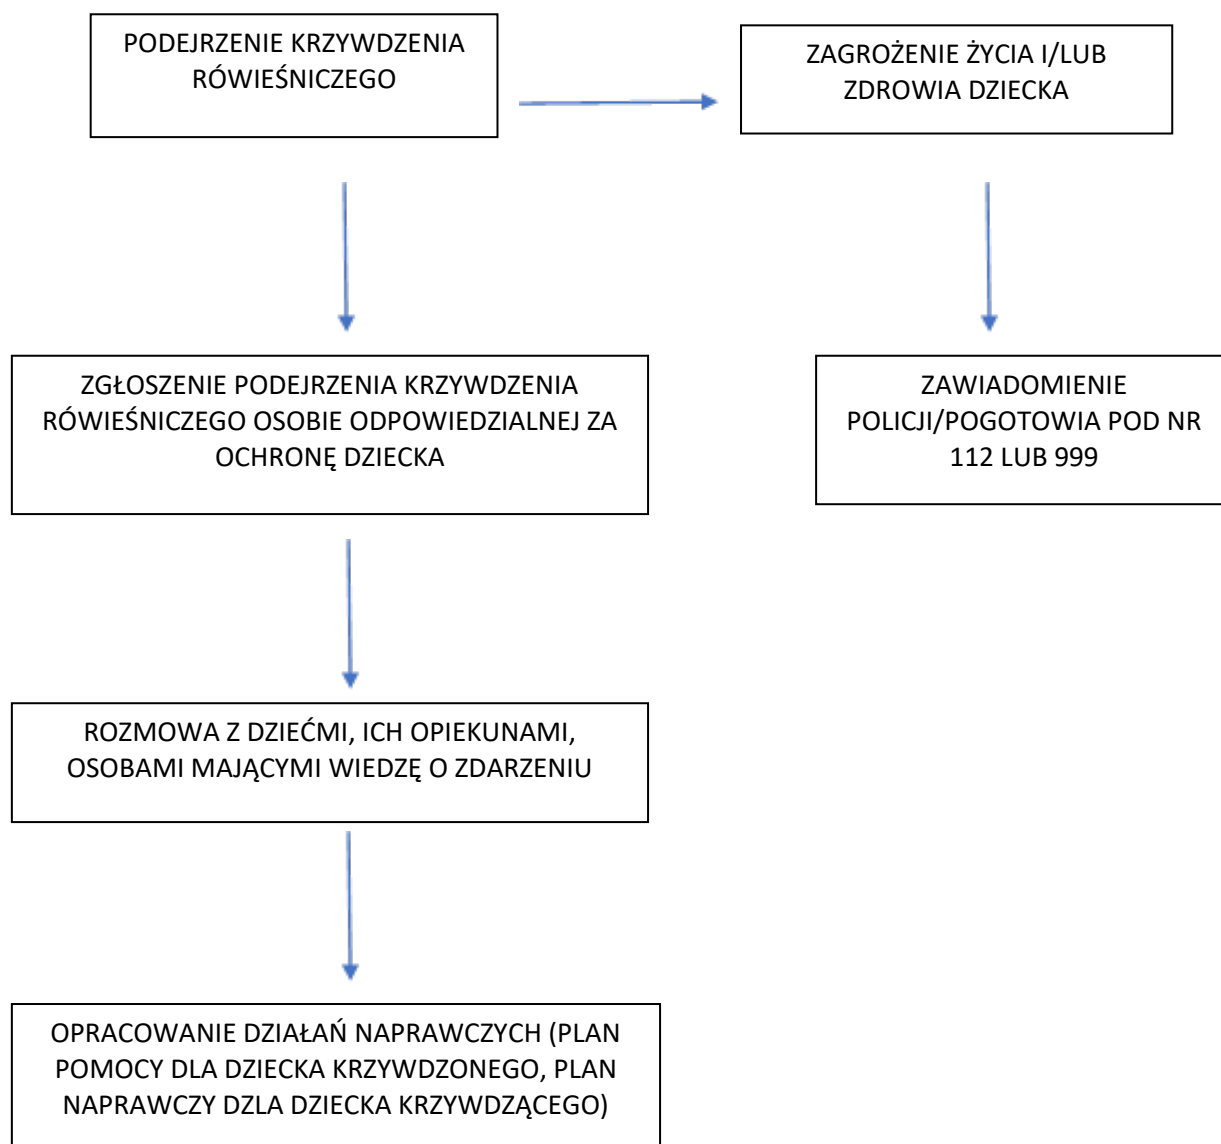 PODEJRZENIE KRZYWDZENIA
RÓWIEŚNICZEGO
ZAGROŻENIE ŻYCIA I/LUB
ZDROWIA DZIECKA
ZGŁOSZENIE PODEJRZENIA KRZYWDZENIA
RÓWIEŚNICZEGO OSOBIE ODPOWIEDZIALNEJ ZA
OCHRONĘ DZIECKA
ZAWIADOMIENIE
POLICJI/POGOTOWIA POD NR
112 LUB 999
ROZMOWA Z DZIEĆMI, ICH OPIEKUNAMI,
OSOBAMI MAJĄCYMI WIEDZĘ O ZDARZENIU
OPRACOWANIE DZIAŁAŃ NAPRAWCZYCH (PLAN
POMOCY DLA DZIECKA KRZYWDZONEGO, PLAN
NAPRAWCZY DZLA DZIECKA KRZYWDZĄCEGO)